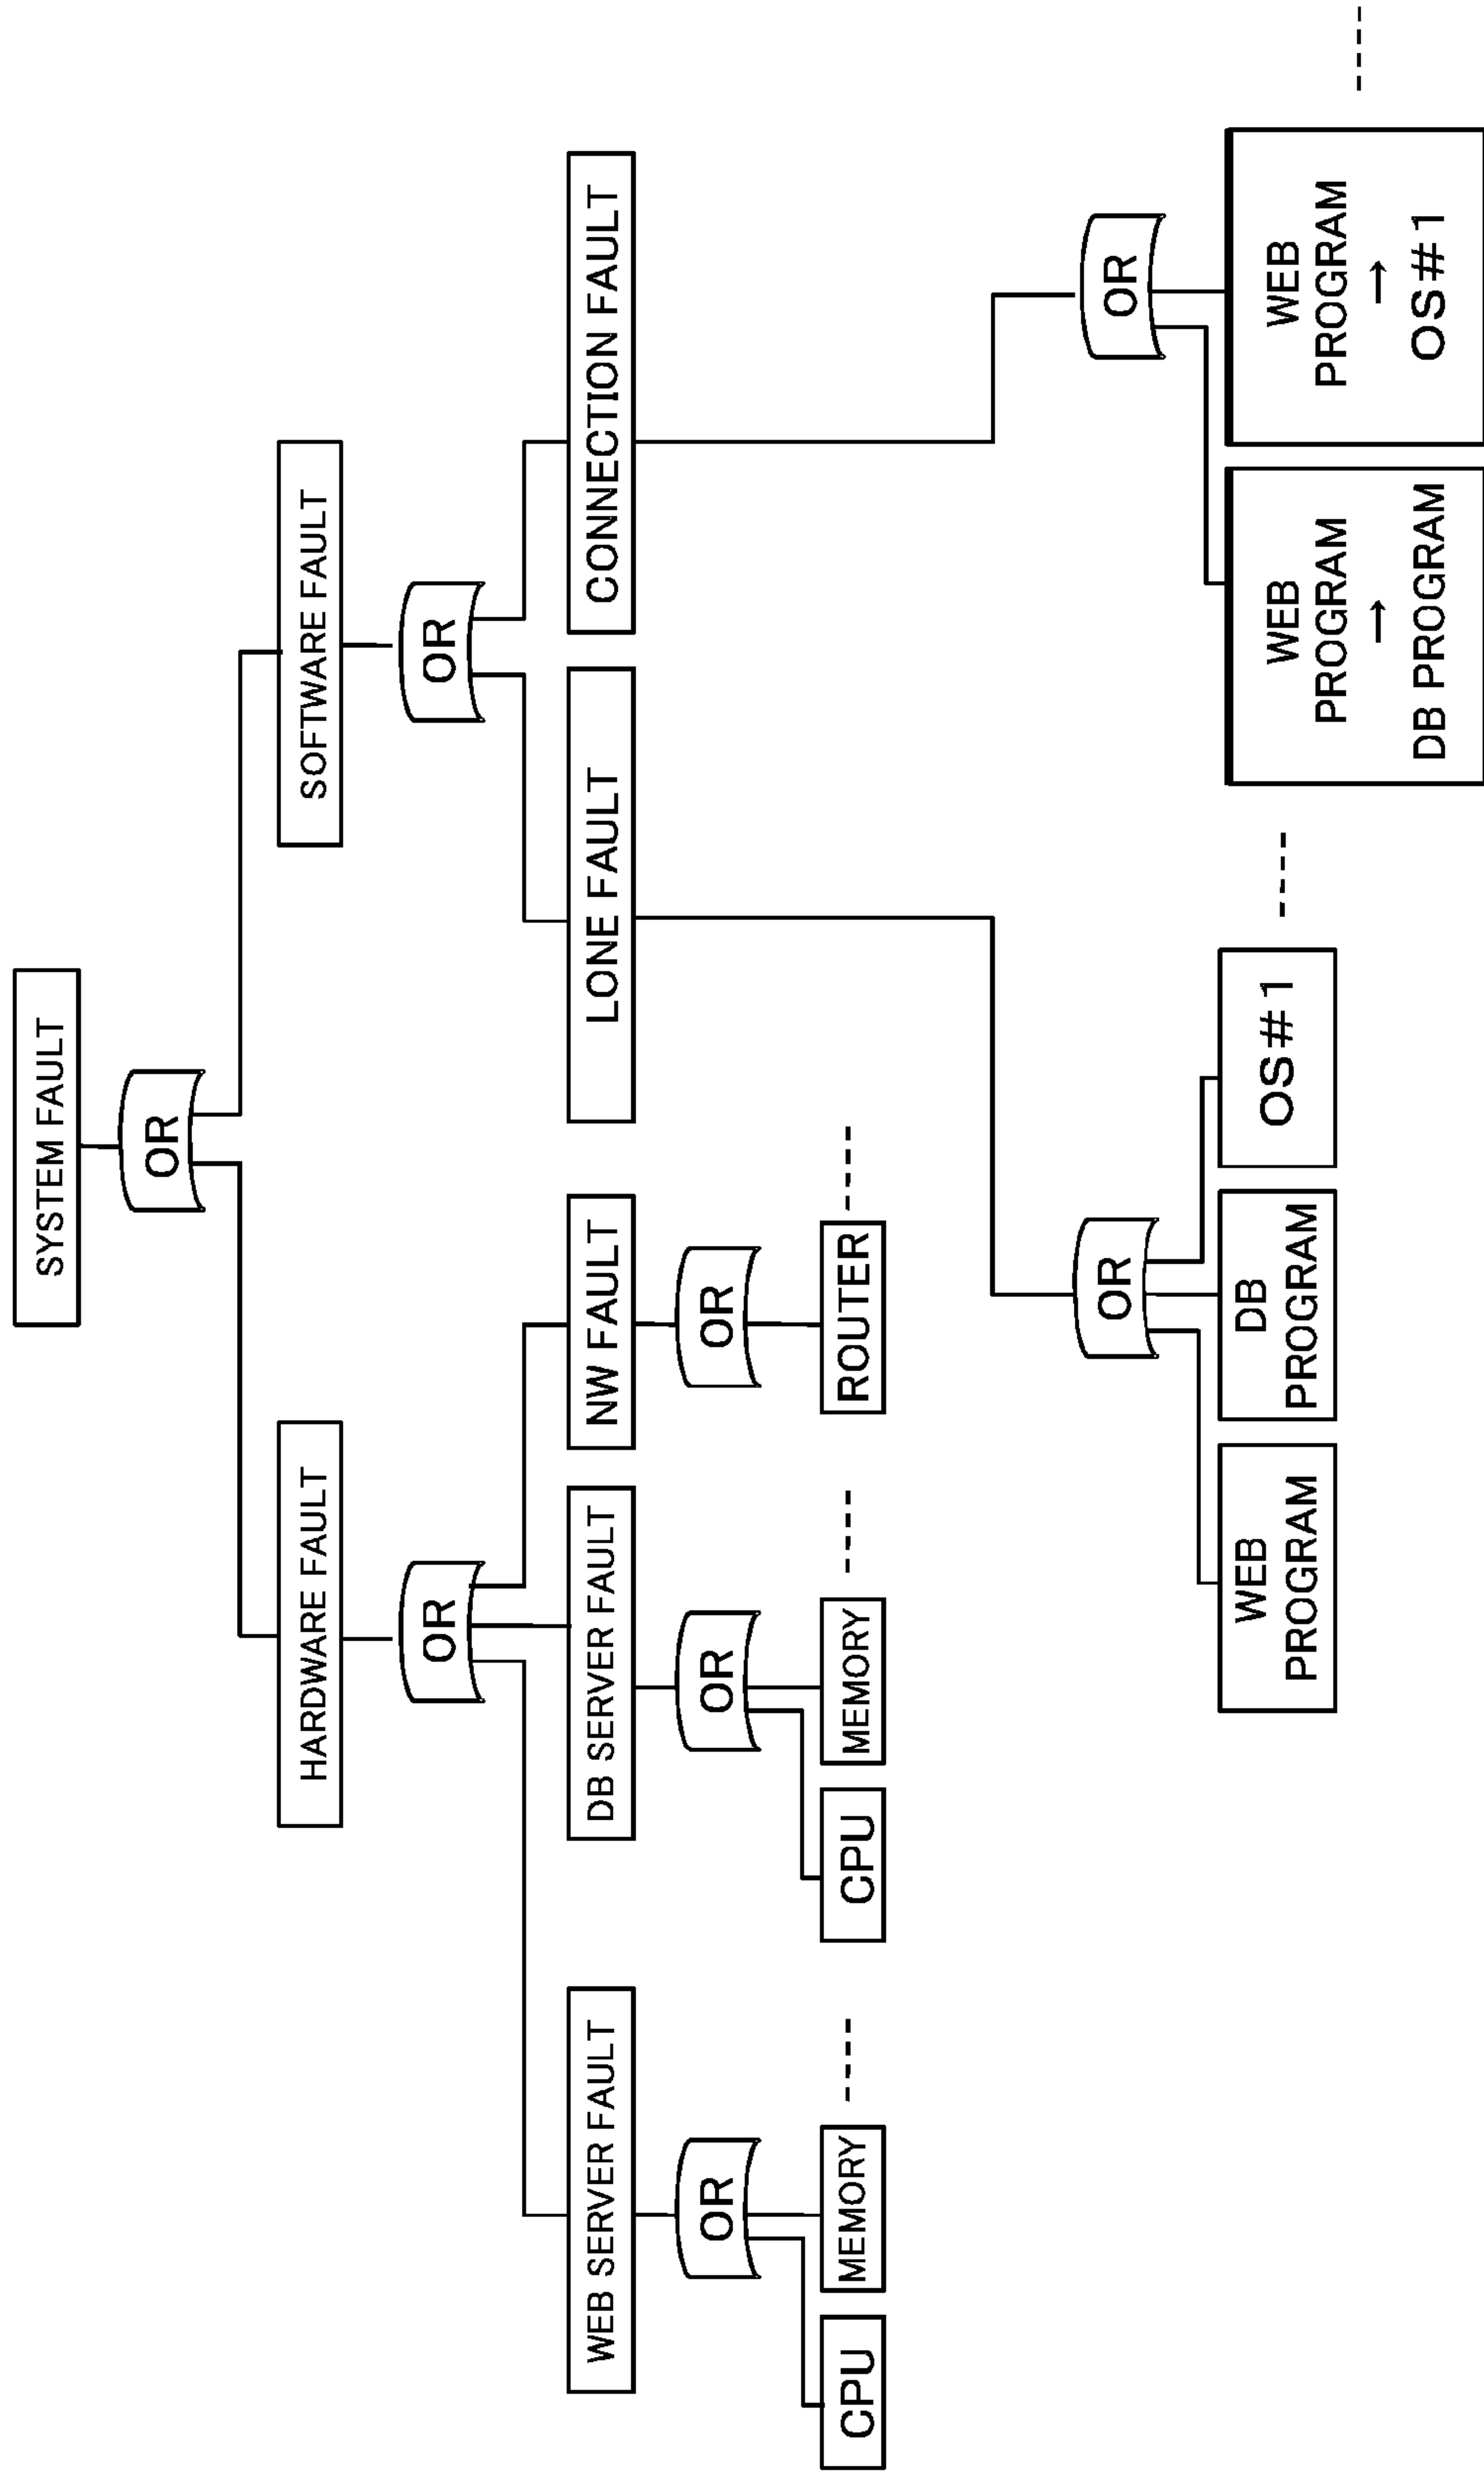 SYSTEM FAULT
OR
HARDWARE FAULT
SOFTWARE FAULT
OR
OR
WEB SERVER FAULT
DB SERVER FAULT
NW FAULT
LONE FAULT
CONNECTION FAULT
OR
OR
OR
CPU
MEMORY
CPU
MEMORY
ROUTER
OR
OR
WEB
PROGRAM
DB
PROGRAM
OS#1
WEB
PROGRAM
→
DB PROGRAM
WEB
PROGRAM
→
OS#1